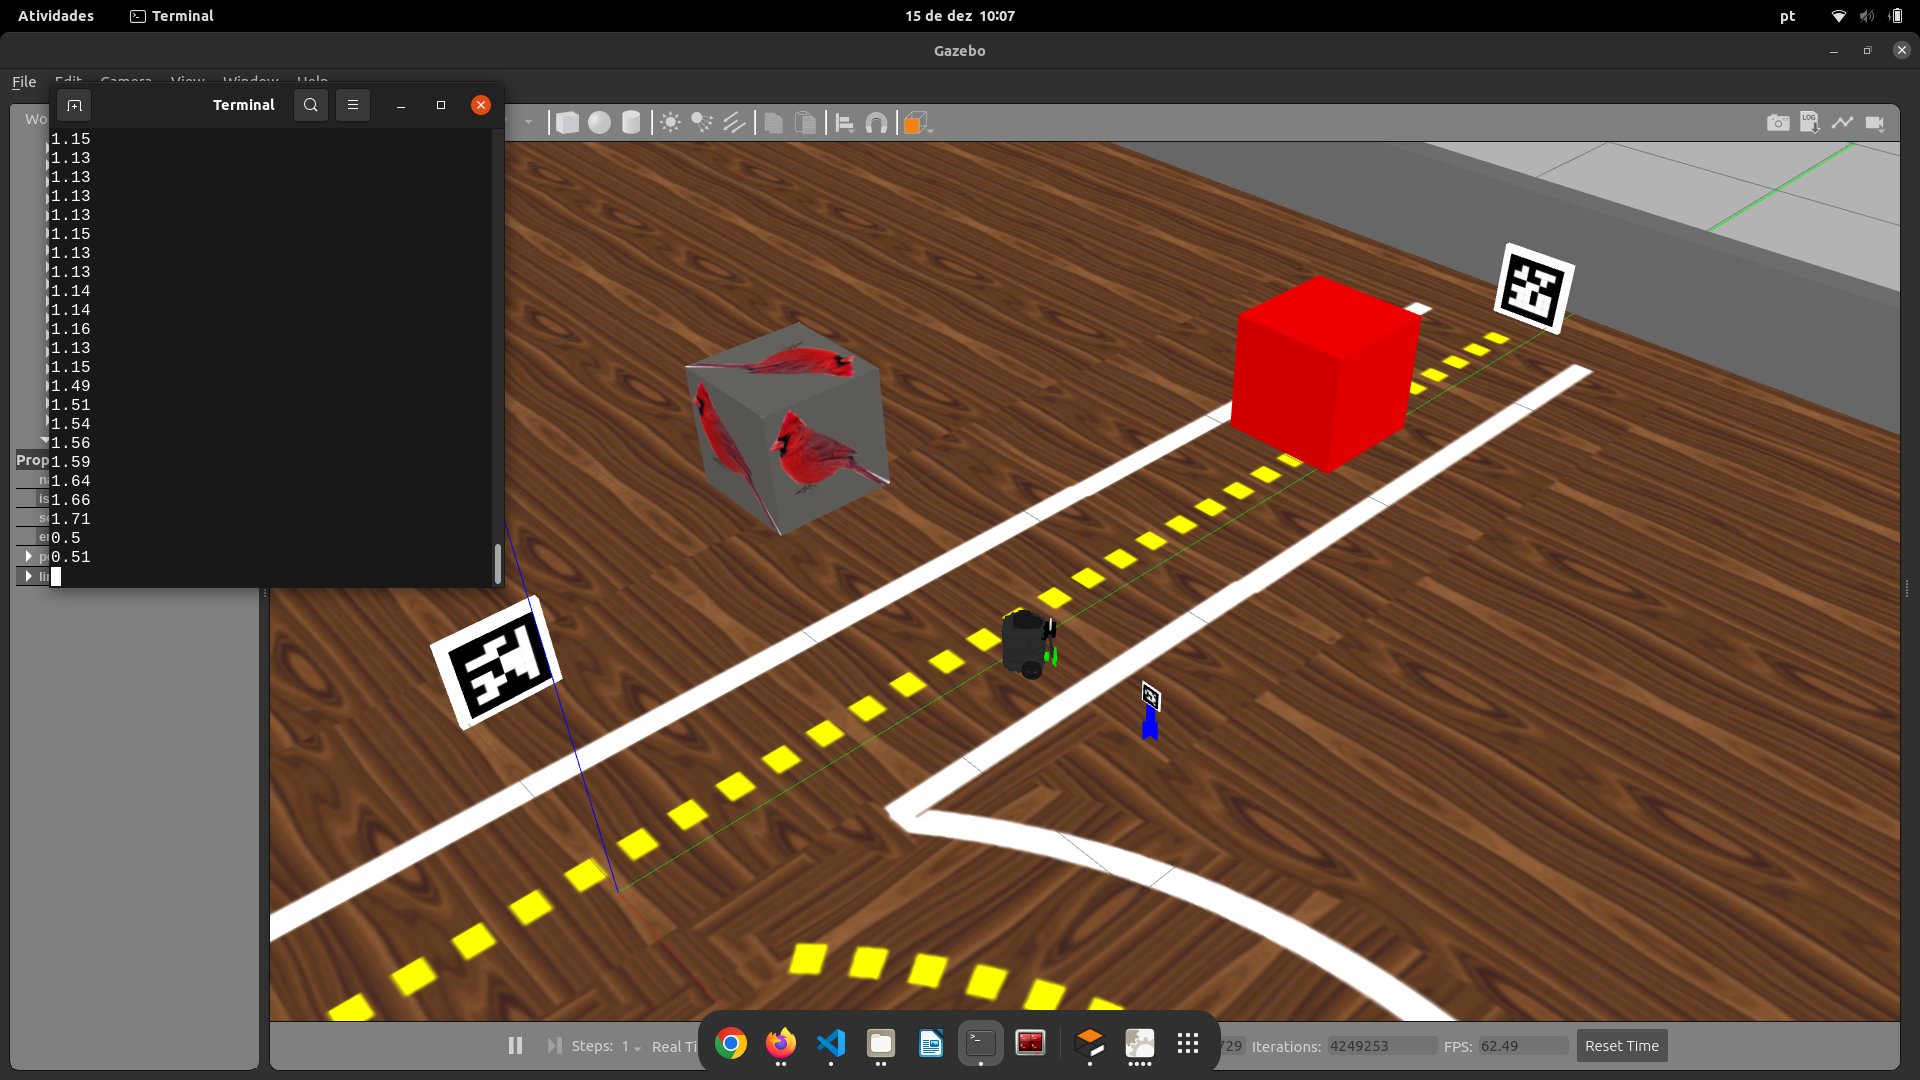 Atividades
Terminal
15 de dez 10:07
pt
Gazebo
File Edit Camera View Window Help
Terminal
Wo
1.15
1.13
1.13
1.13
1.13
1.15
1.13
1.13
1.14
1.14
1.16
1.13
1.15
1.49
1.51
1.54
1.56
1.59
1.64
1.66
1.71
0.5
0.51
Prop
LOG
Steps: 1
Real Ti
729
Iterations: 4249253
FPS: 62.49
Reset Time